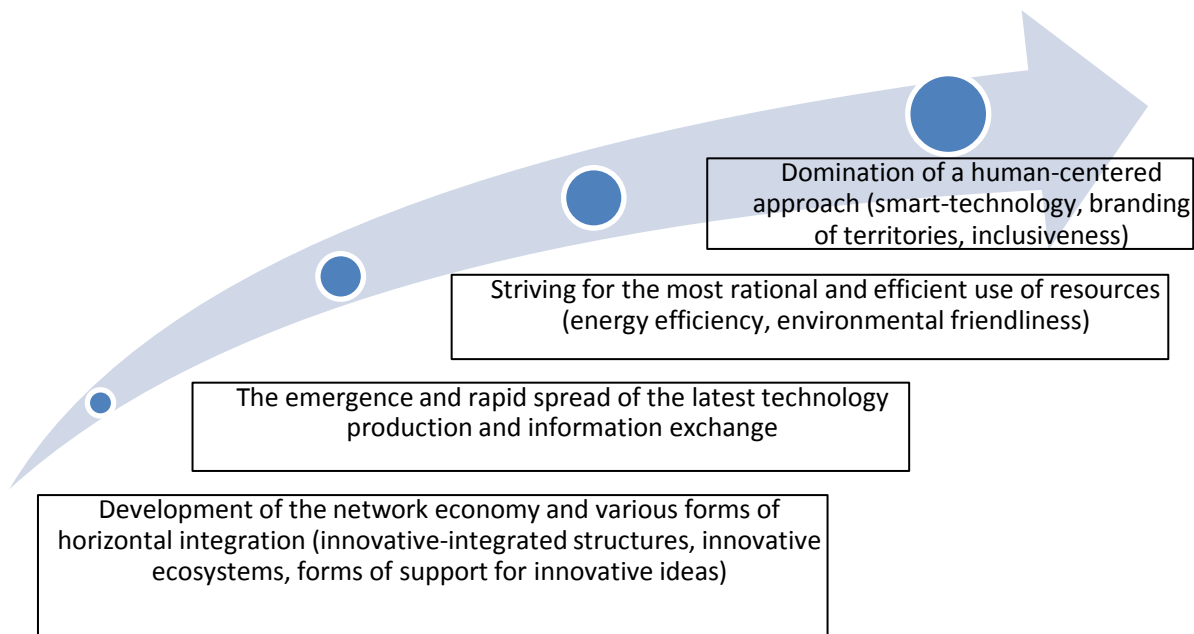 Domination of a human-centered
approach (smart-technology, branding
of territories, inclusiveness)
Striving for the most rational and efficient use of resources
(energy efficiency, environmental friendliness)
The emergence and rapid spread of the latest technology
production and information exchange
Development of the network economy and various forms of
horizontal integration (innovative-integrated structures, innovative
ecosystems, forms of support for innovative ideas)